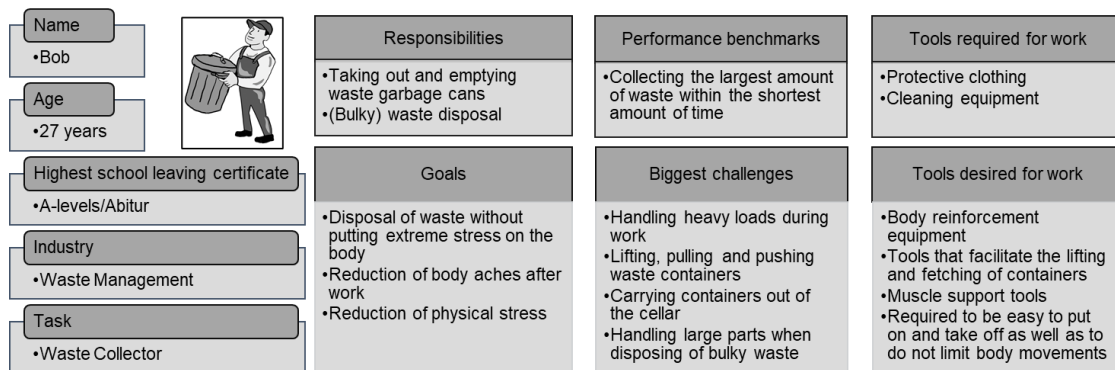 Name
•Bob
Age
•27 years
Highest school leaving certificate
•A-levels/Abitur
Industry
•Waste Management
Task
•Waste Collector
Responsibilities
•Taking out and emptying
waste garbage cans
•(Bulky) waste disposal
Performance benchmarks
•Collecting the largest amount
of waste within the shortest
amount of time
Tools required for work
•Protective clothing
•Cleaning equipment
Goals
•Disposal of waste without
putting extreme stress on the
body
•Reduction of body aches after
work
•Reduction of physical stress
Biggest challenges
•Handling heavy loads during
work
•Lifting, pulling and pushing
waste containers
•Carrying containers out of
the cellar
•Handling large parts when
disposing of bulky waste
Tools desired for work
•Body reinforcement
equipment
•Tools that facilitate the lifting
and fetching of containers
•Muscle support tools
•Required to be easy to put
on and take off as well as to
do not limit body movements